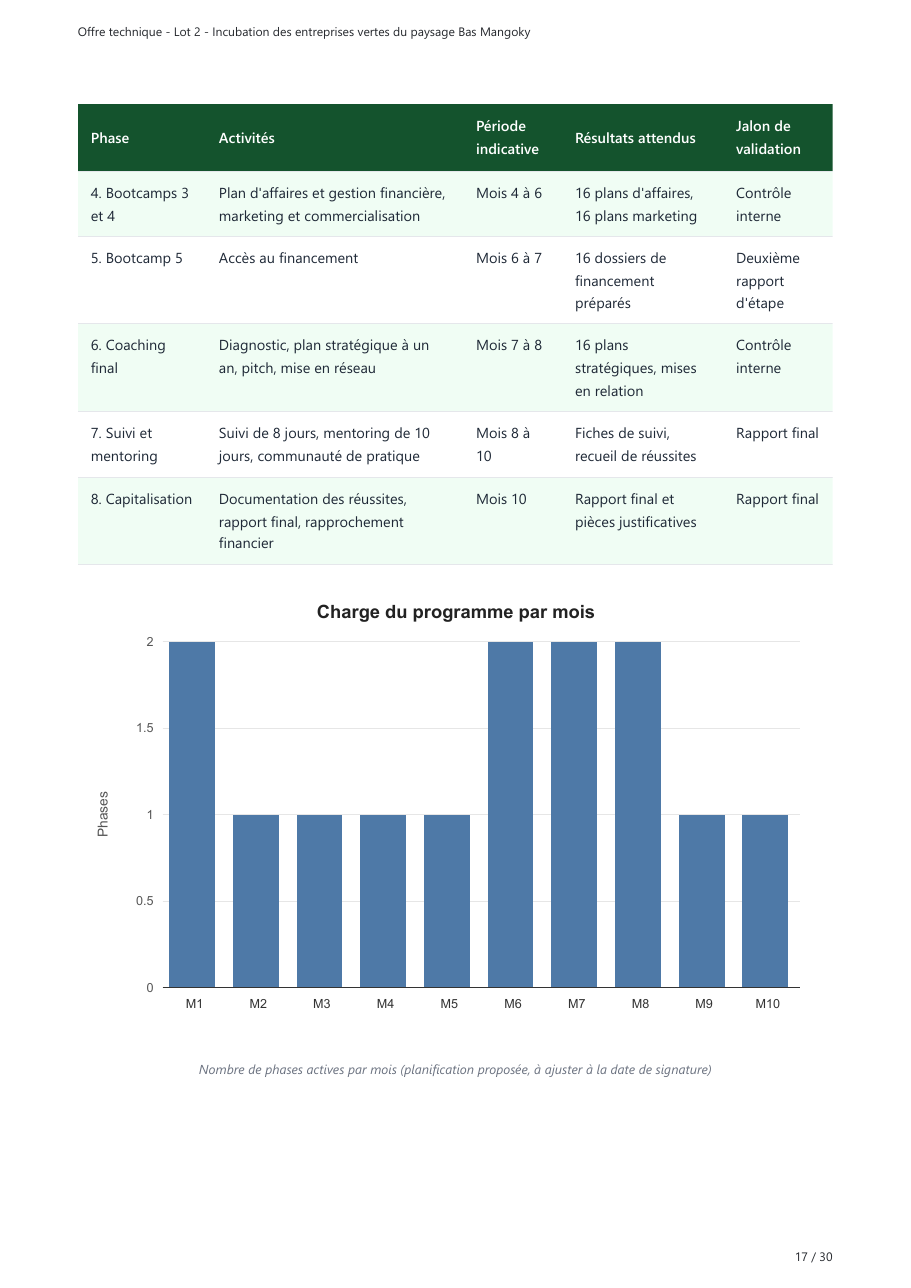 Offre technique - Lot 2 - Incubation des entreprises vertes du paysage Bas Mangoky
Phase
Activités
Période
indicative
Résultats attendus
Jalon de
validation
4. Bootcamps 3
et 4
Plan d'affaires et gestion financière,
marketing et commercialisation
Mois 4 à 6
16 plans d'affaires,
16 plans marketing
Contrôle
interne
5. Bootcamp 5
Accès au financement
Mois 6 à 7
16 dossiers de
financement
préparés
Deuxième
rapport
d'étape
6. Coaching
final
Diagnostic, plan stratégique à un
an, pitch, mise en réseau
Mois 7 à 8
16 plans
stratégiques, mises
en relation
Contrôle
interne
7. Suivi et
mentoring
Suivi de 8 jours, mentoring de 10
jours, communauté de pratique
Mois 8 à
10
Fiches de suivi,
recueil de réussites
Rapport final
8. Capitalisation
Documentation des réussites,
rapport final, rapprochement
financier
Mois 10
Rapport final et
pièces justificatives
Rapport final
Charge du programme par mois
2
1.5
1
0.5
0
Phases
M1 M2 M3 M4 M5 M6 M7 M8 M9 M10
Nombre de phases actives par mois (planification proposée, à ajuster à la date de signature)
17 / 30